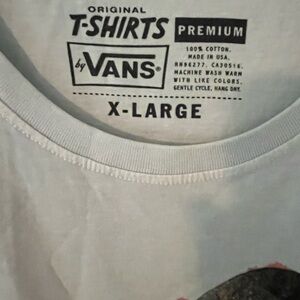 ORIGINAL
T-SHIRTS
by VANS
PREMIUM
100% COTTON.
MADE IN USA.
RN86277. CA30516.
MACHINE WASH WARM
WITH LIKE COLORS,
GENTLE CYCLE, HANG DRY.
X-LARGE